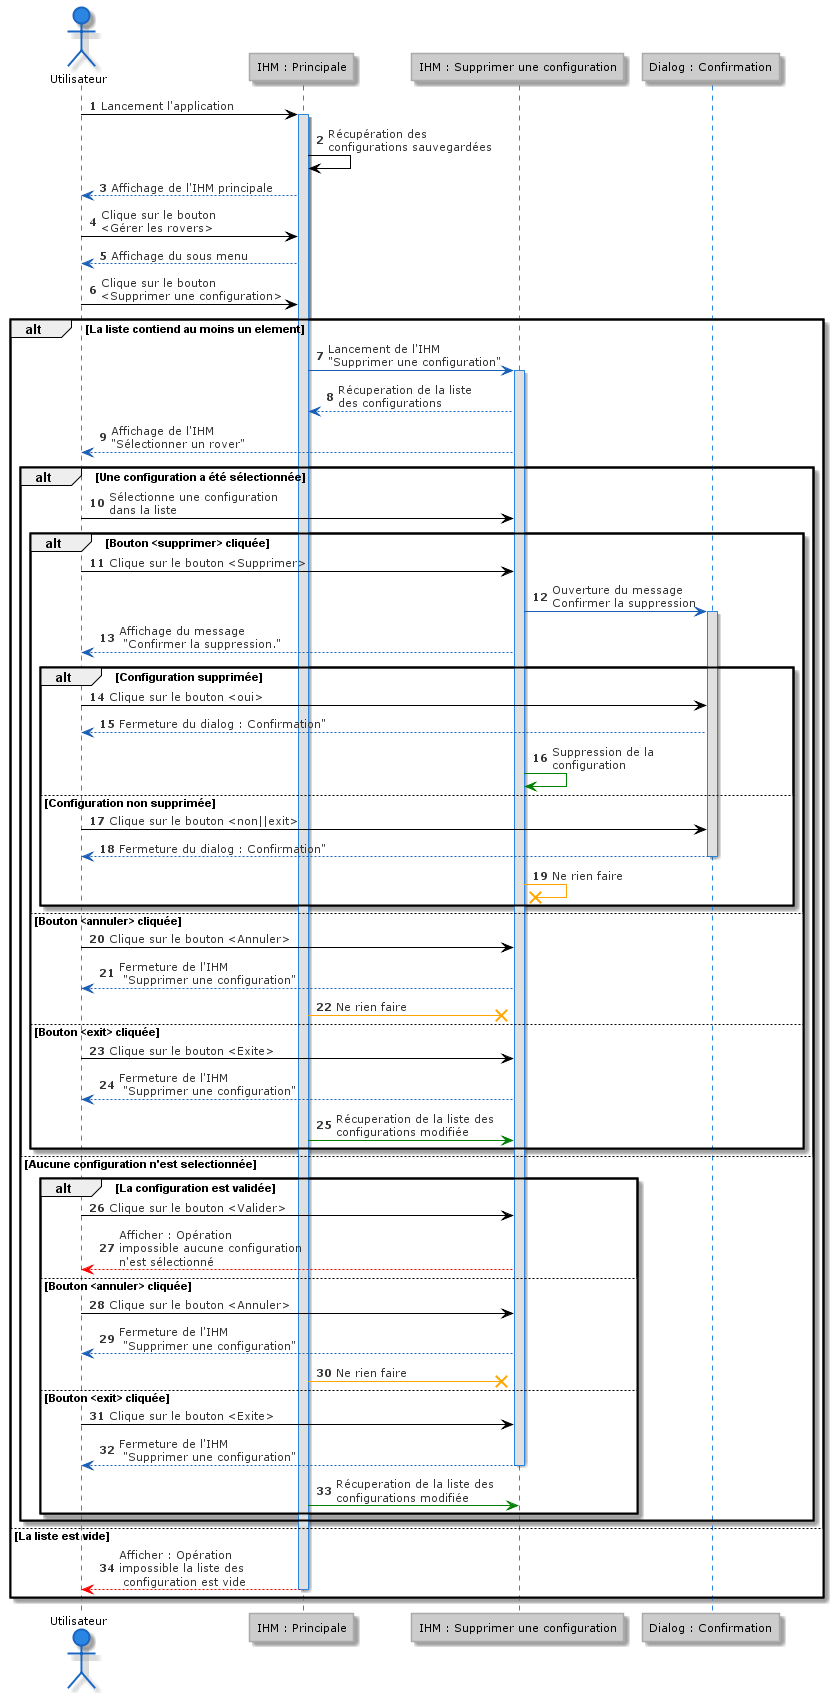 Utilisateur
IHM : Principale
IHM : Supprimer une configuration
Dialog : Confirmation
1 Lancement l'application
2 Récupération des
configurations sauvegardées
3 Affichage de l'IHM principale
4 Clique sur le bouton
<Gérer les rovers>
5 Affichage du sous menu
6 Clique sur le bouton
<Supprimer une configuration>
alt [La liste contiend au moins un element]
7 Lancement de l'IHM
"Supprimer une configuration"
8 Récuperation de la liste
des configurations
9 Affichage de l'IHM
"Sélectionner un rover"
alt [Une configuration a été sélectionnée]
10 Sélectionne une configuration
dans la liste
alt [Bouton <supprimer> cliquée]
11 Clique sur le bouton <Supprimer>
12 Ouverture du message
Confirmer la suppression
13 Affichage du message
"Confirmer la suppression."
alt [Configuration supprimée]
14 Clique sur le bouton <oui>
15 Fermeture du dialog : Confirmation"
16 Suppression de la
configuration
[Configuration non supprimée]
17 Clique sur le bouton <non||exit>
18 Fermeture du dialog : Confirmation"
19 Ne rien faire
[Bouton <annuler> cliquée]
20 Clique sur le bouton <Annuler>
21 Fermeture de l'IHM
"Supprimer une configuration"
22 Ne rien faire
[Bouton <exit> cliquée]
23 Clique sur le bouton <Exite>
24 Fermeture de l'IHM
"Supprimer une configuration"
25 Récuperation de la liste des
configurations modifiée
[Aucune configuration n'est selectionnée]
alt [La configuration est validée]
26 Clique sur le bouton <Valider>
27 Afficher : Opération
impossible aucune configuration
n'est sélectionné
[Bouton <annuler> cliquée]
28 Clique sur le bouton <Annuler>
29 Fermeture de l'IHM
"Supprimer une configuration"
30 Ne rien faire
[Bouton <exit> cliquée]
31 Clique sur le bouton <Exite>
32 Fermeture de l'IHM
"Supprimer une configuration"
33 Récuperation de la liste des
configurations modifiée
[La liste est vide]
34 Afficher : Opération
impossible la liste des
configuration est vide
Utilisateur
IHM : Principale
IHM : Supprimer une configuration
Dialog : Confirmation